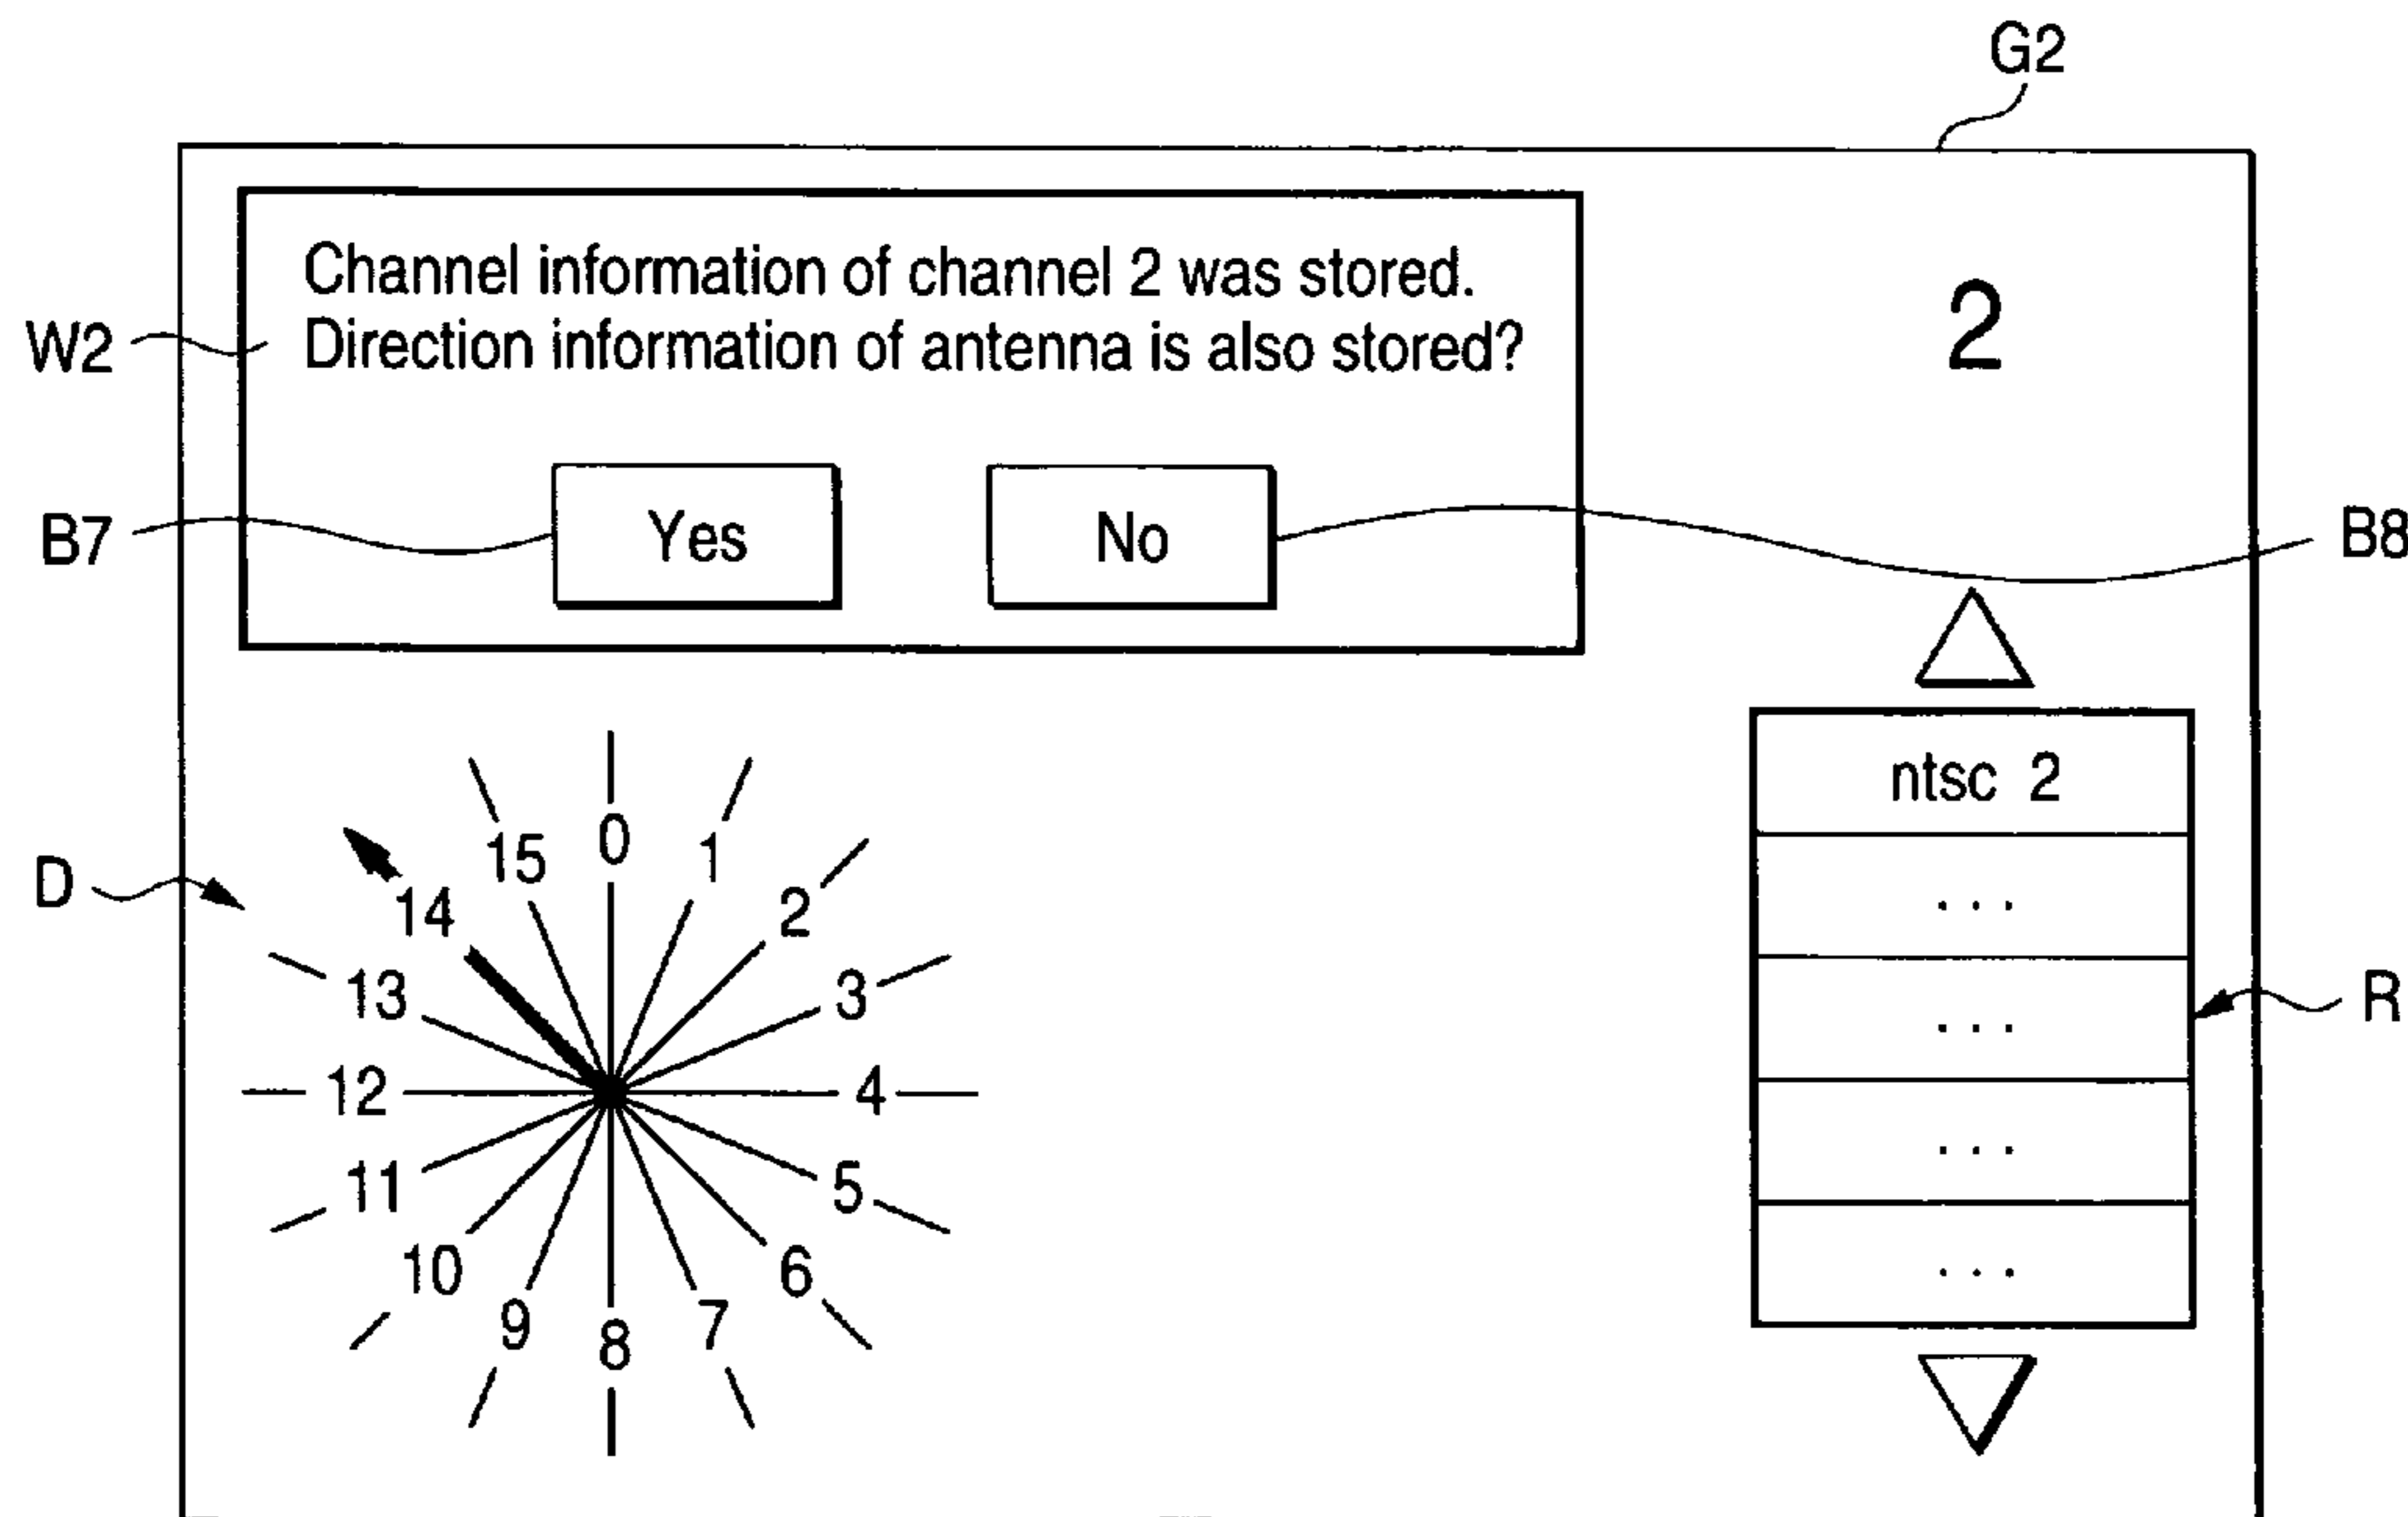 G2
Channel information of channel 2 was stored.
Direction information of antenna is also stored?
2
W2
Yes
No
B7
B8
ntsc 2
...
...
...
...
R
D
0
1
2
3
4
5
6
7
8
9
10
11
12
13
14
15